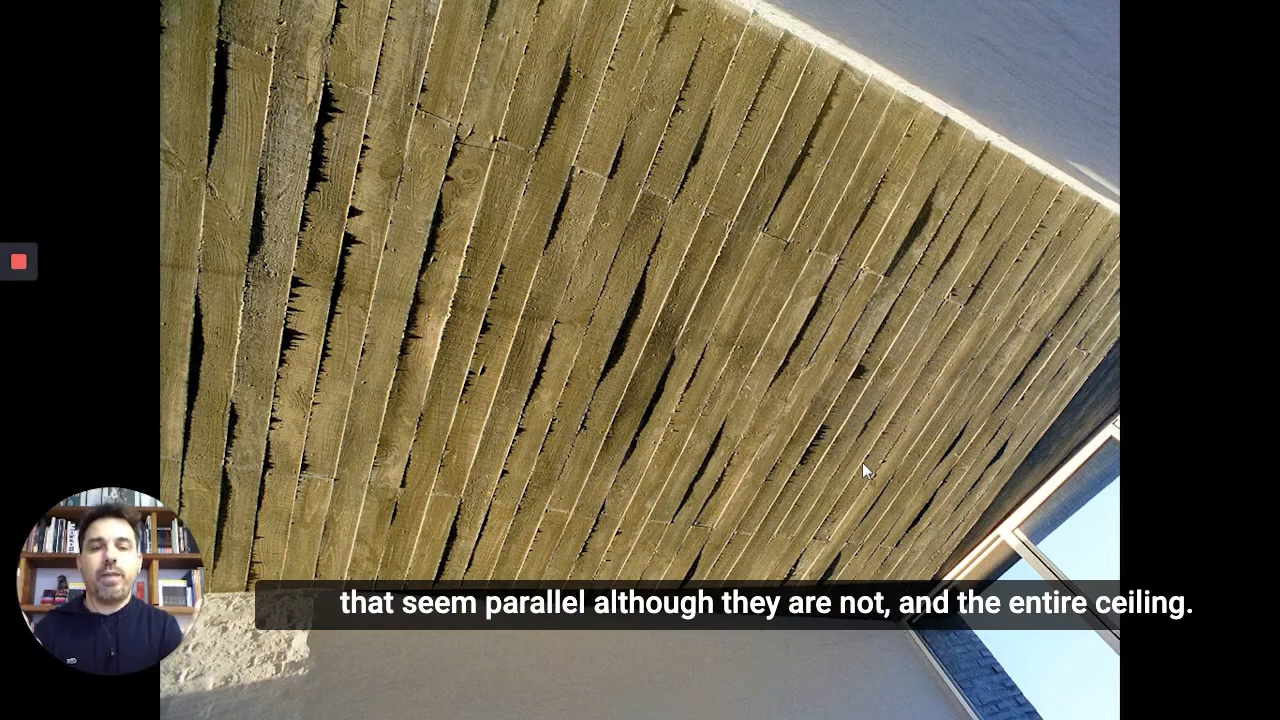 that seem parallel although they are not, and the entire ceiling.